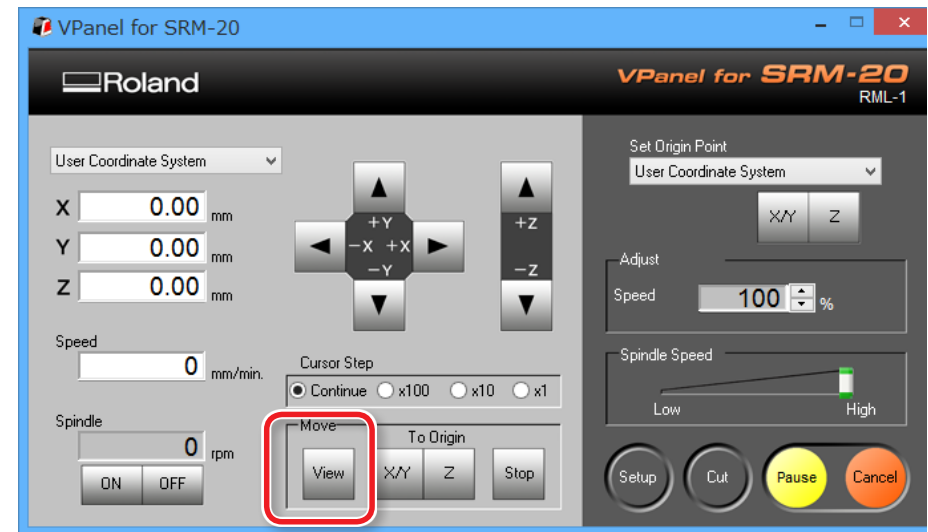 VPanel for SRM-20
Roland
VPanel for SRM-20
RML-1
User Coordinate System
X 0.00 mm
Y 0.00 mm
Z 0.00 mm
Speed
0 mm/min.
Spindle
0 rpm
ON OFF
+Y
-X +X
-Y
+Z
-Z
Cursor Step
Continue x100 x10 x1
Move
To Origin
View X/Y Z Stop
Set Origin Point
User Coordinate System
X/Y Z
Adjust
Speed 100 %
Spindle Speed
Low High
Setup Cut Pause Cancel